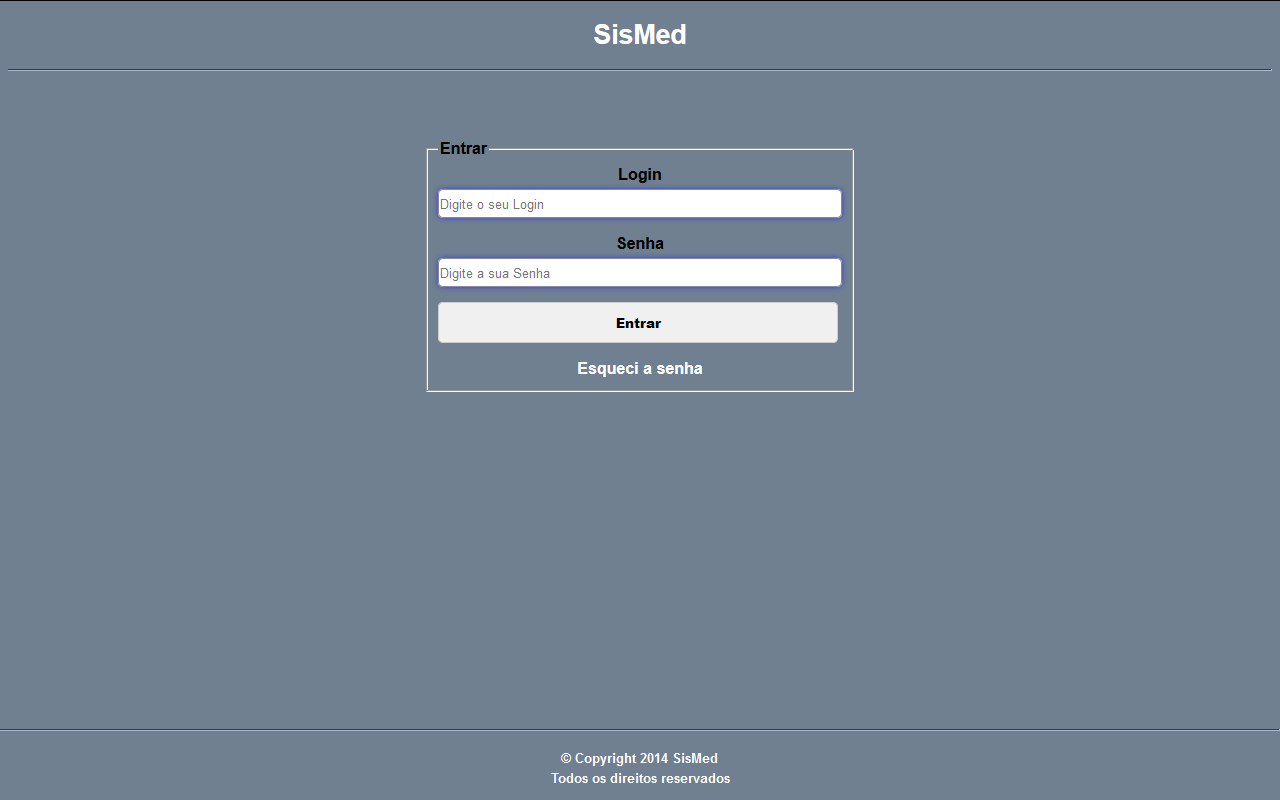 SisMed
Entrar
Login
Digite o seu Login
Senha
Digite a sua Senha
Entrar
Esqueci a senha
© Copyright 2014 SisMed
Todos os direitos reservados